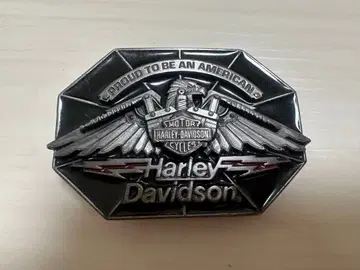 PROUD TO BE AN AMERICAN
MOTOR
HARLEY-DAVIDSON
CYCLES
Harley
Davidson